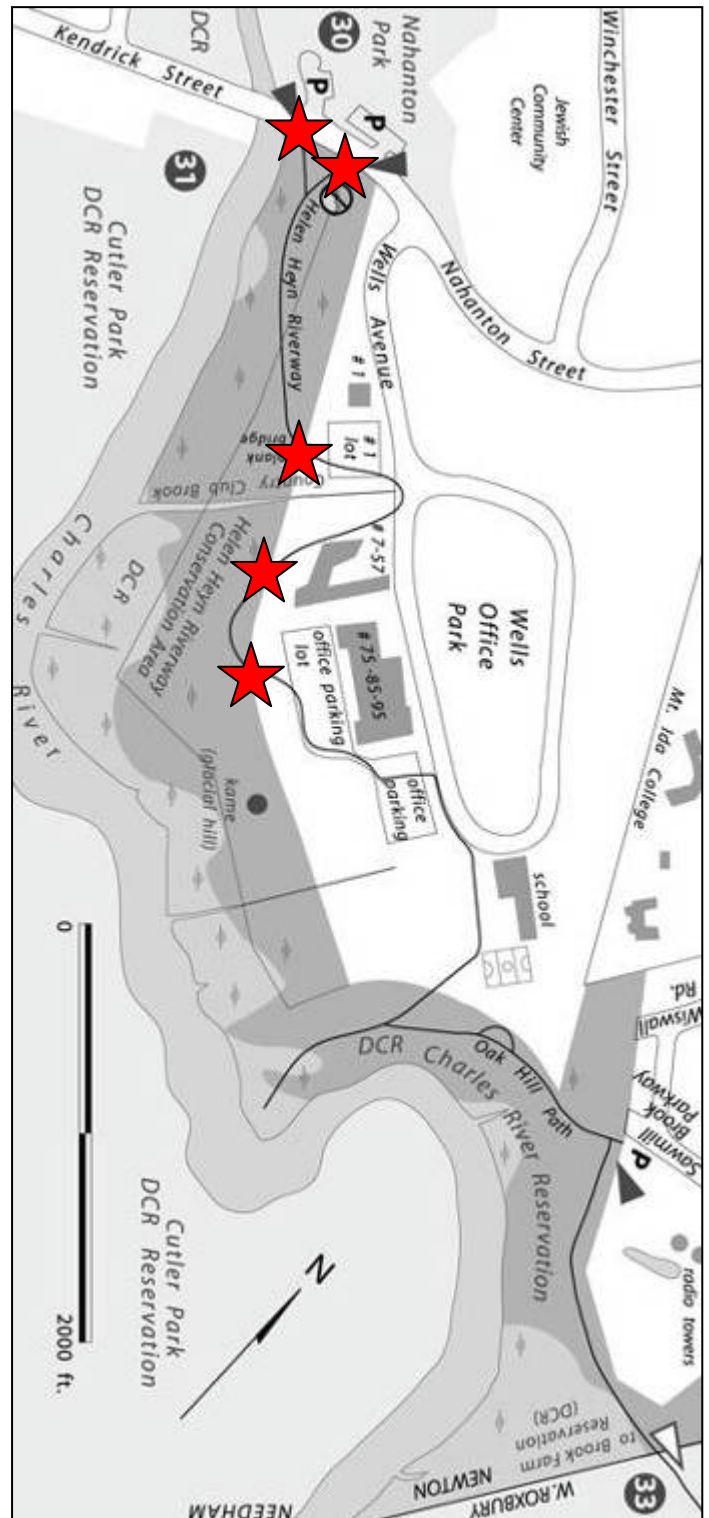 Kendrick Street
DCR
30
Nahanton
Park
P
P
Winchester Street
Jewish
Community
Center
31
Cutler Park
DCR Reservation
Helen Heyn Riverway
Wells Avenue
Nahanton Street
# 1
# 1
lot
plank
bridge
Country Club Brook
# 7-57
Charles River
DCR
Helen Heyn Riverway
Conservation Area
Wells
Office
Park
# 75 -85-95
office parking
lot
office
parking
Mt. Ida College
kame
(glacial hill)
school
0
2000 ft.
Wiswall
Rd.
Sawmill
Brook
Parkway
P
Oak Hill Path
DCR Charles River Reservation
radio towers
Cutler Park
DCR Reservation
N
to Brook Farm
Reservation
(DCR)
NEWTON
W. ROXBURY
33
NEEDHAM